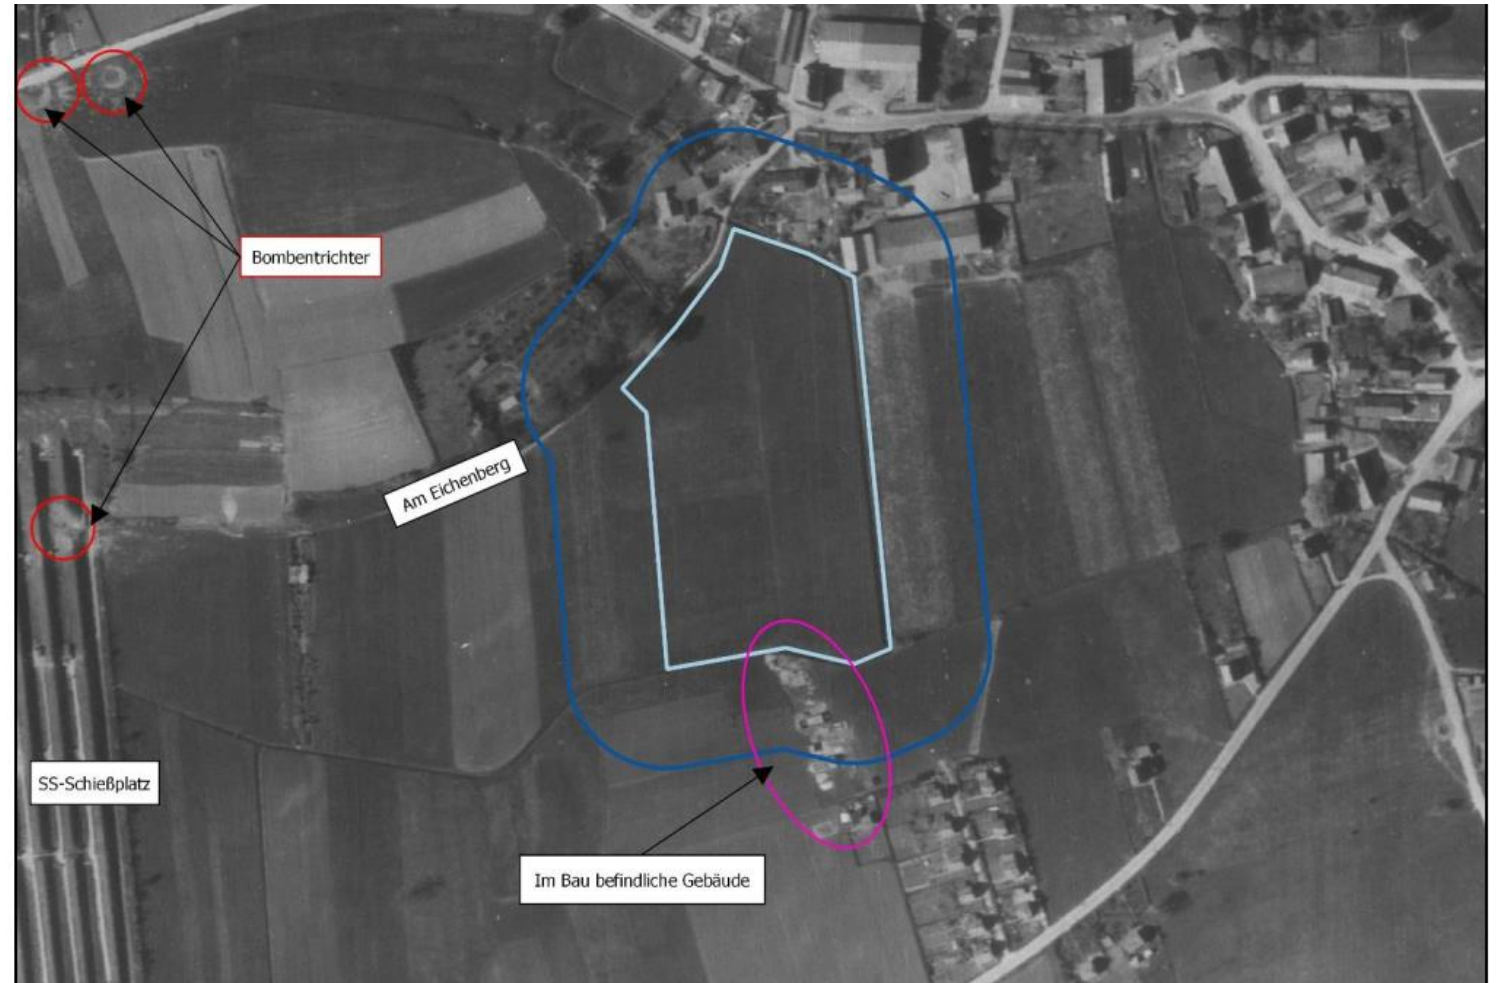 Bombentrichter
Am Eichenberg
SS-Schießplatz
Im Bau befindliche Gebäude